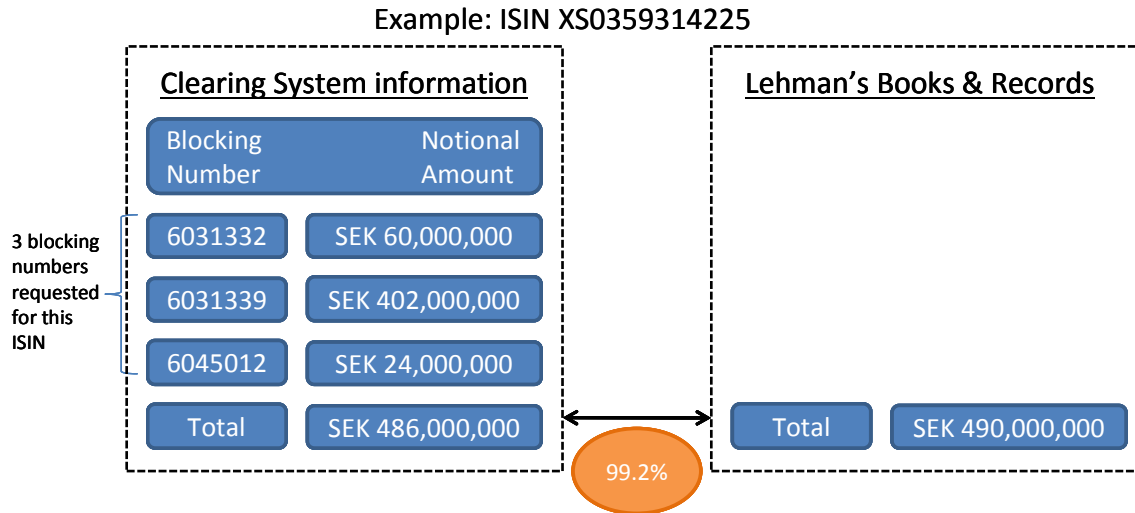 Example: ISIN XS0359314225
Clearing System information
Blocking Number
Notional Amount
3 blocking
numbers
requested
for this
ISIN
6031332 SEK 60,000,000
6031339 SEK 402,000,000
6045012 SEK 24,000,000
Total SEK 486,000,000
99.2%
Lehman’s Books & Records
Total SEK 490,000,000